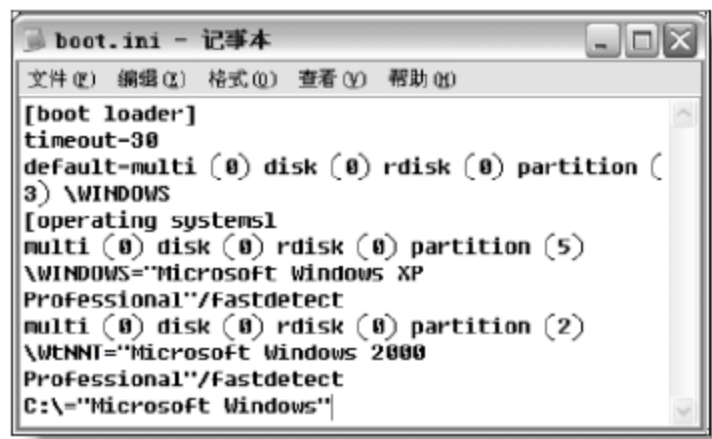 boot.ini - 记事本
文件(F) 编辑(E) 格式(O) 查看(V) 帮助(H)
[boot loader]
timeout-30
default-multi (0) disk (0) rdisk (0) partition (
3) \WINDOWS
[operating systemsl
multi (0) disk (0) rdisk (0) partition (5)
\WINDOWS="Microsoft Windows XP
Professional"/Fastdetect
multi (0) disk (0) rdisk (0) partition (2)
\WtNNT="Microsoft Windows 2000
Professional"/Fastdetect
C:\="Microsoft Windows"